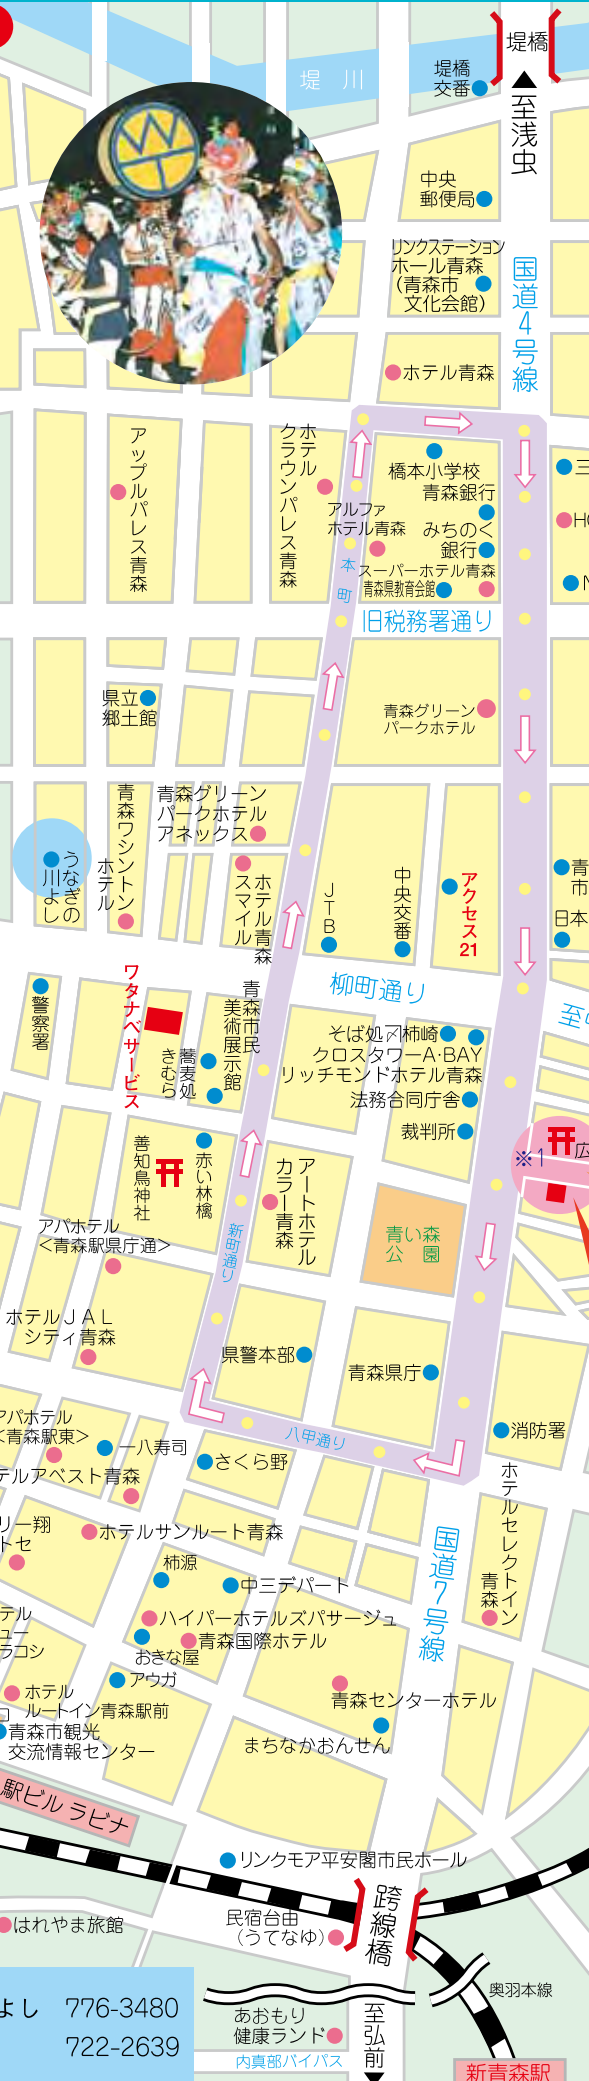 堤橋
堤 川
堤橋
交番
至浅虫
中央
郵便局
リンクステーション
ホール青森
(青森市
文化会館)
国道4号線
ホテル青森
アップルパレス青森
ホテル
クラウンパレス青森
橋本小学校
青森銀行
アルファ
ホテル青森
みちのく
銀行
スーパーホテル青森
青森県教育会館
本町
旧税務署通り
県立
郷土館
青森グリーン
パークホテル
青森ワシントン
ホテル
青森グリーン
パークホテル
アネックス
うなぎの
川よし
ホテル青森
スマイル
JTB
中央交番
アクセス21
青
市
日本
柳町通り
警察署
ワタナベサービス
蕎麦処
きむら
青森市民
美術展示館
そば処
柿崎
クロスタワーA・BAY
リッチモンドホテル青森
法務合同庁舎
裁判所
※1
広
善知鳥神社
赤い林檎
アートホテル
カラー青森
新町通り
青い森
公 園
アパホテル
<青森駅県庁通>
ホテルJAL
シティ青森
県警本部
青森県庁
アパホテル
<青森駅東>
一八寿司
さくら野
八甲通り
消防署
テルアベスト青森
ホテルセレクトイン
青森
リー翔
トセ
ホテルサンルート青森
国道7号線
柿源
中三デパート
テル
ュー
ラコシ
ハイパーホテルズパサージュ
青森国際ホテル
おきな屋
アウガ
ホテル
ルートイン青森駅前
青森センターホテル
青森市観光
交流情報センター
まちなかおんせん
駅ビル ラビナ
リンクモア平安閣市民ホール
はれやま旅館
民宿台由
(うてなゆ)
跨線橋
奥羽本線
よし 776-3480
722-2639
あおもり
健康ランド
至弘前
内真部バイパス
新青森駅